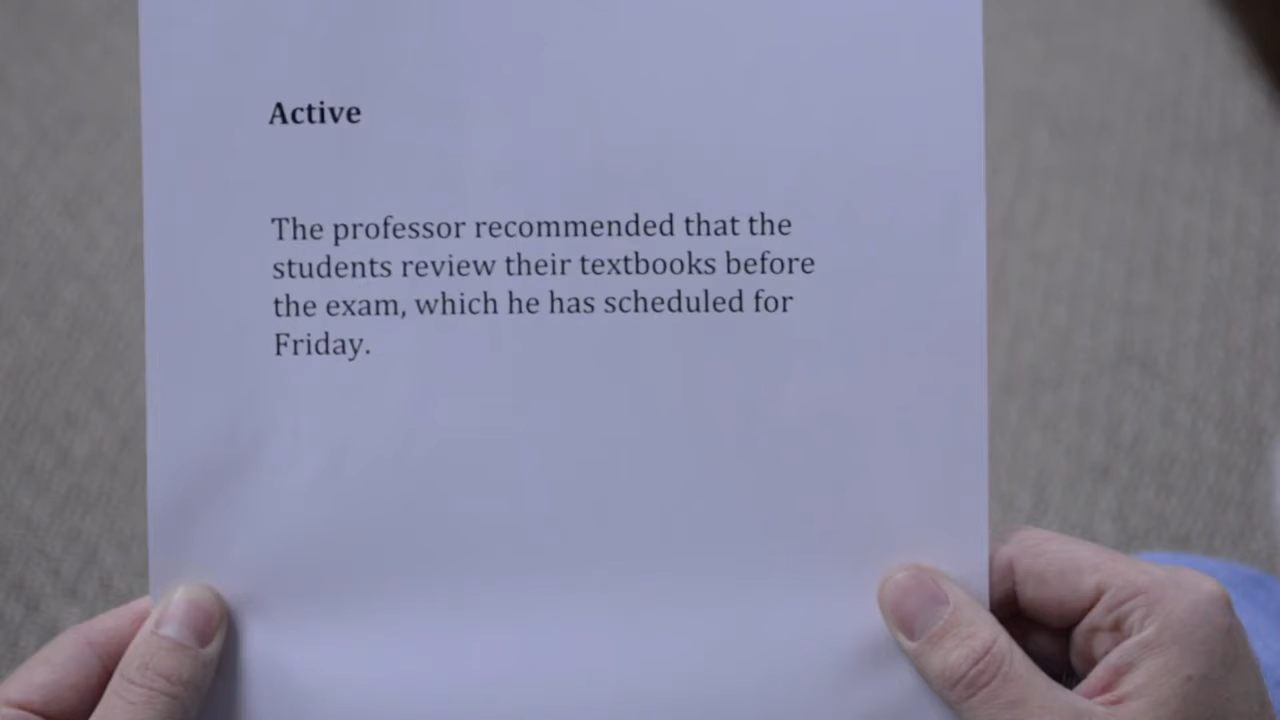 Active
The professor recommended that the
students review their textbooks before
the exam, which he has scheduled for
Friday.